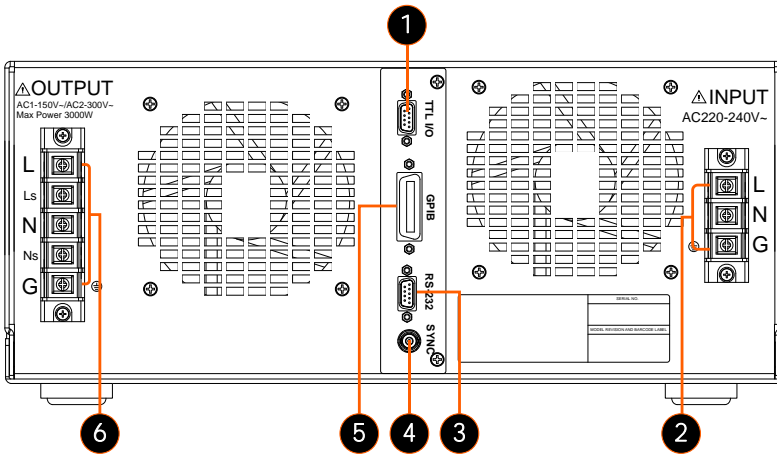 1
⚠OUTPUT
AC1-150V~/AC2-300V~
Max Power 3000W
L
Ls
N
Ns
G
TTL I/O
GPIB
RS-232
SYNC
⚠INPUT
AC220-240V~
L
N
G
SERIAL NO.
MODEL REVISION AND BARCODE LABEL
6
5
4
3
2